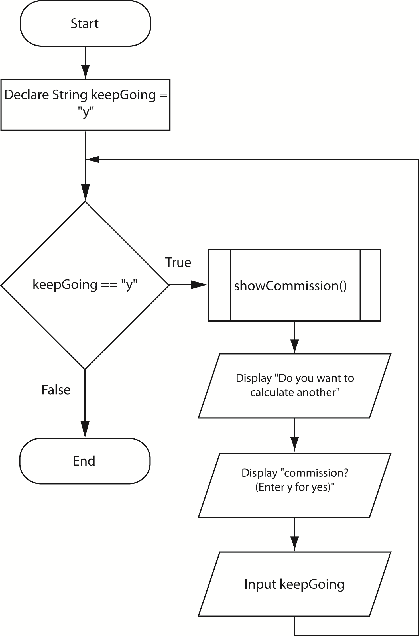 Start
Declare String keepGoing =
"y"
keepGoing == "y"
True
showCommission()
Display "Do you want to
calculate another"
False
End
Display "commission?
(Enter y for yes)"
Input keepGoing